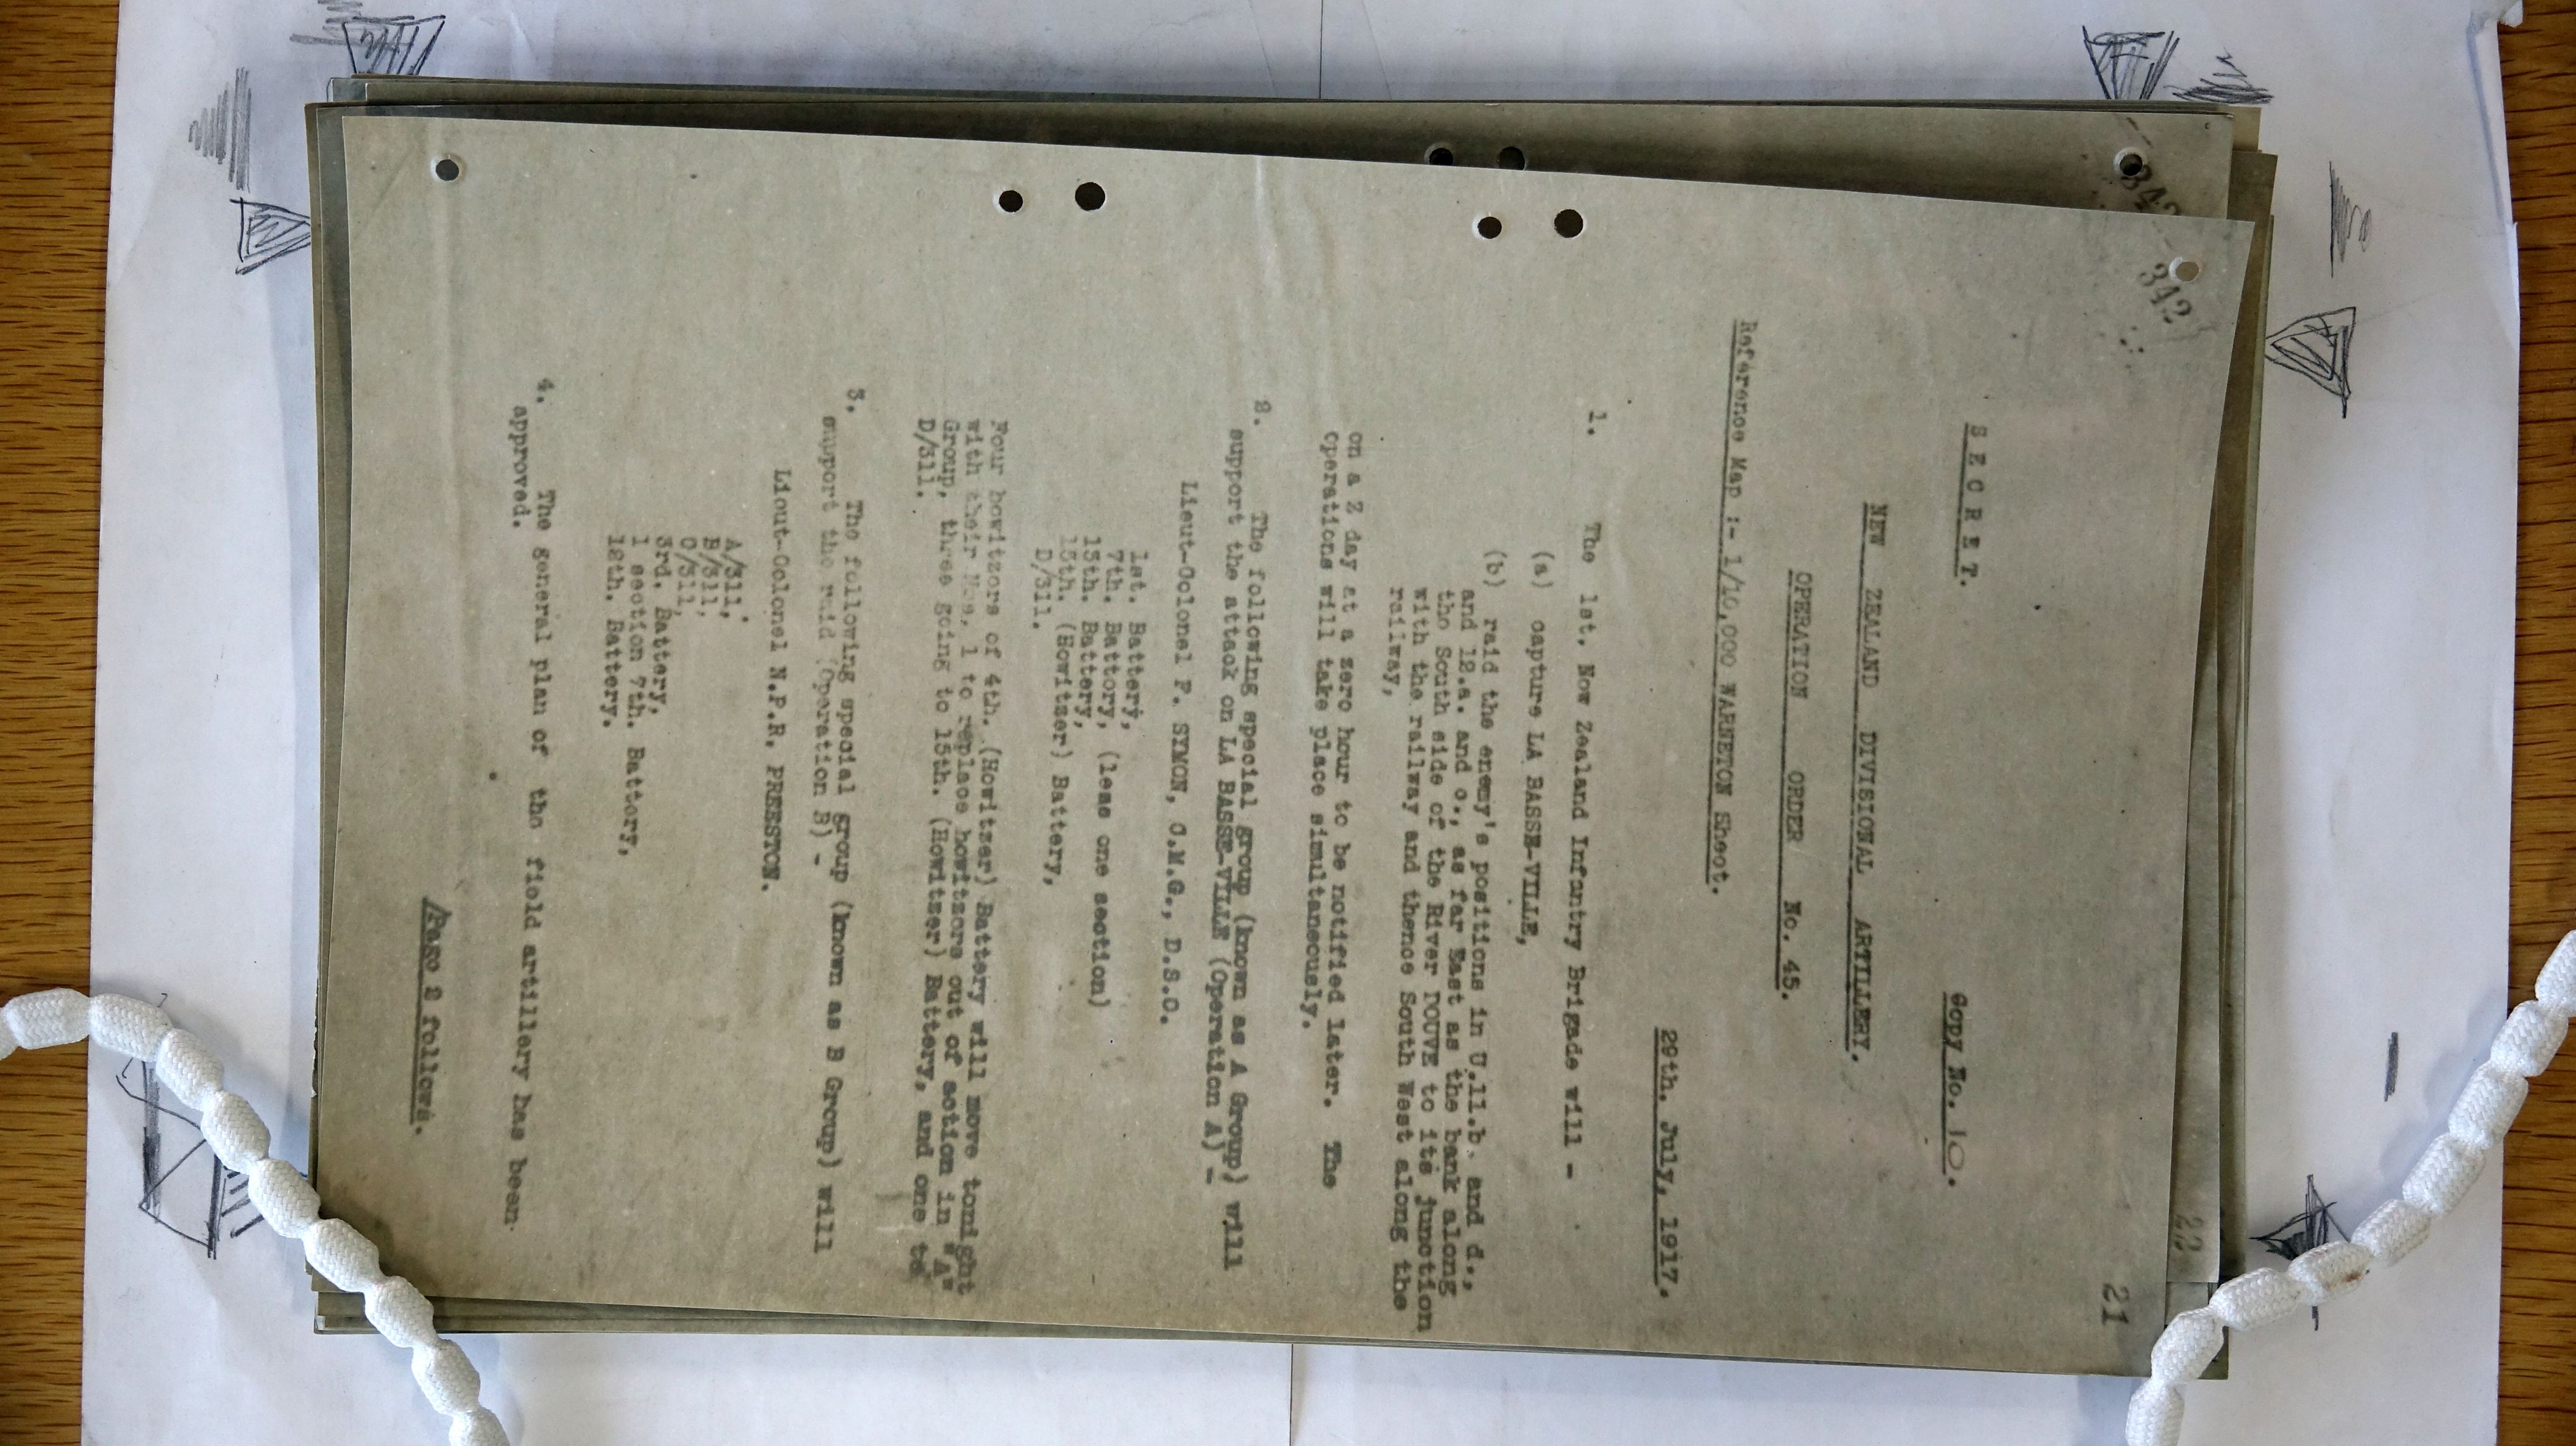 342
21
22
342
S E C R E T.
Copy No. 10.
NEW ZEALAND DIVISIONAL ARTILLERY.
OPERATION ORDER No. 45.
Reference Map :- 1/10,000 WARNETON Sheet.
29th. July, 1917.
1. The 1st. New Zealand Infantry Brigade will -
(a) capture LA BASSE-VILLE,
(b) raid the enemy's positions in U.11.b. and d.,
and 12.a. and c., as far East as the bank along
the South side of the River DOUVE to its junction
with the railway and thence South West along the
railway,
on a Z day at a zero hour to be notified later. The
operations will take place simultaneously.
2. The following special group (known as A Group) will
support the attack on LA BASSE-VILLE (Operation A) -
Lieut-Colonel F. SYMON, C.M.G., D.S.O.
1st. Battery,
7th. Battery, (less one section)
13th. Battery,
15th. (Howitzer) Battery,
D/311.
Four howitzers of 4th. (Howitzer) Battery will move tonight
with their Nos. 1 to replace howitzers out of action in "A"
Group, three going to 15th. (Howitzer) Battery, and one to
D/311.
3. The following special group (known as B Group) will
support the raid (Operation B) -
Lieut-Colonel N.P.R. PREESTON.
A/311,
B/311,
C/311,
3rd. Battery,
1 section 7th. Battery,
12th. Battery.
4. The general plan of the field artillery has been
approved.
/Page 2 follows.